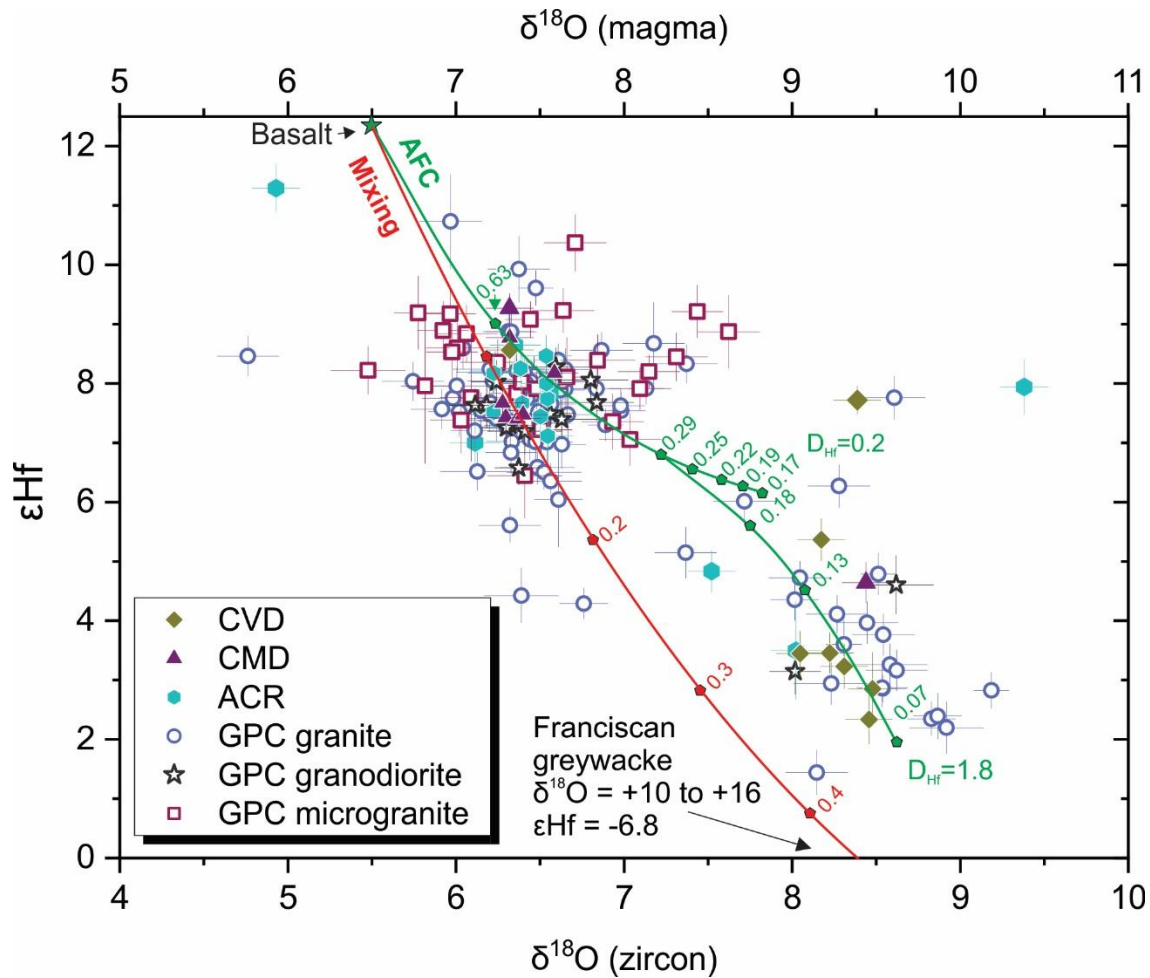 δ¹⁸O (magma)
5 6 7 8 9 10 11
Basalt
AFC
Mixing
0.63
0.29
0.25
0.22
0.19
0.17
0.18
0.13
0.07
D_Hf=0.2
D_Hf=1.8
0.2
0.3
0.4
12
10
8
6
4
2
0
εHf
CVD
CMD
ACR
GPC granite
GPC granodiorite
GPC microgranite
Franciscan
greywacke
δ¹⁸O = +10 to +16
εHf = -6.8
4 5 6 7 8 9 10
δ¹⁸O (zircon)